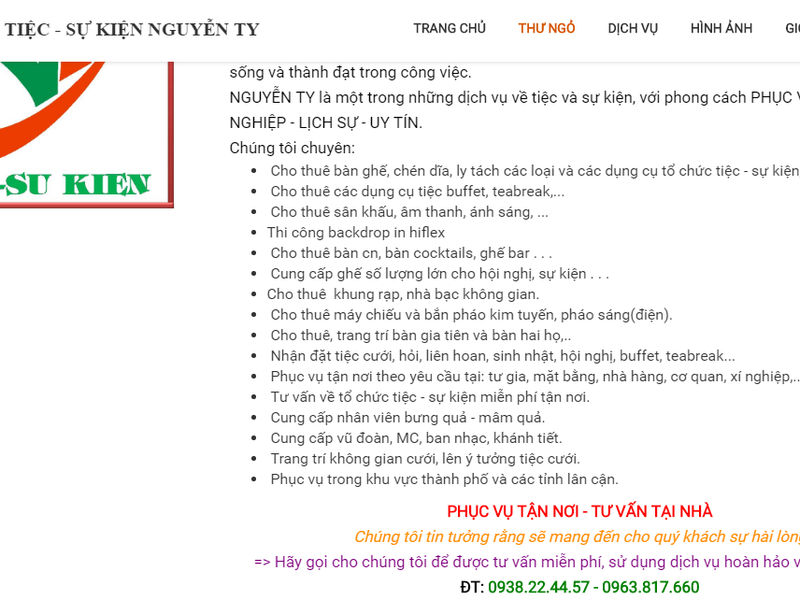 TIỆC - SỰ KIỆN NGUYỄN TY
TRANG CHỦ THƯ NGỎ DỊCH VỤ HÌNH ẢNH
sống và thành đạt trong công việc.
NGUYỄN TY là một trong những dịch vụ về tiệc và sự kiện, với phong cách PHỤC
NGHIỆP - LỊCH SỰ - UY TÍN.
-SU KIEN
Chúng tôi chuyên:
Cho thuê bàn ghế, chén dĩa, ly tách các loại và các dụng cụ tổ chức tiệc - sự kiện,
Cho thuê các dụng cụ tiệc buffet, teabreak,...
Cho thuê sân khấu, âm thanh, ánh sáng, ...
Thi công backdrop in hiflex
Cho thuê bàn cn, bàn cocktails, ghế bar . . .
Cung cấp ghế số lượng lớn cho hội nghị, sự kiện . . .
Cho thuê khung rạp, nhà bạc không gian.
Cho thuê máy chiếu và bắn pháo kim tuyến, pháo sáng(điện).
Cho thuê, trang trí bàn gia tiên và bàn hai họ,..
Nhận đặt tiệc cưới, hỏi, liên hoan, sinh nhật, hội nghị, buffet, teabreak...
Phục vụ tận nơi theo yêu cầu tại: tư gia, mặt bằng, nhà hàng, cơ quan, xí nghiệp,..
Tư vấn về tổ chức tiệc - sự kiện miễn phí tận nơi.
Cung cấp nhân viên bưng quả - mâm quả.
Cung cấp vũ đoàn, MC, ban nhạc, khánh tiết.
Trang trí không gian cưới, lên ý tưởng tiệc cưới.
Phục vụ trong khu vực thành phố và các tỉnh lân cận.
PHỤC VỤ TẬN NƠI - TƯ VẤN TẠI NHÀ
Chúng tôi tin tưởng rằng sẽ mang đến cho quý khách sự hài lòng
=> Hãy gọi cho chúng tôi để được tư vấn miễn phí, sử dụng dịch vụ hoàn hảo
ĐT: 0938.22.44.57 - 0963.817.660